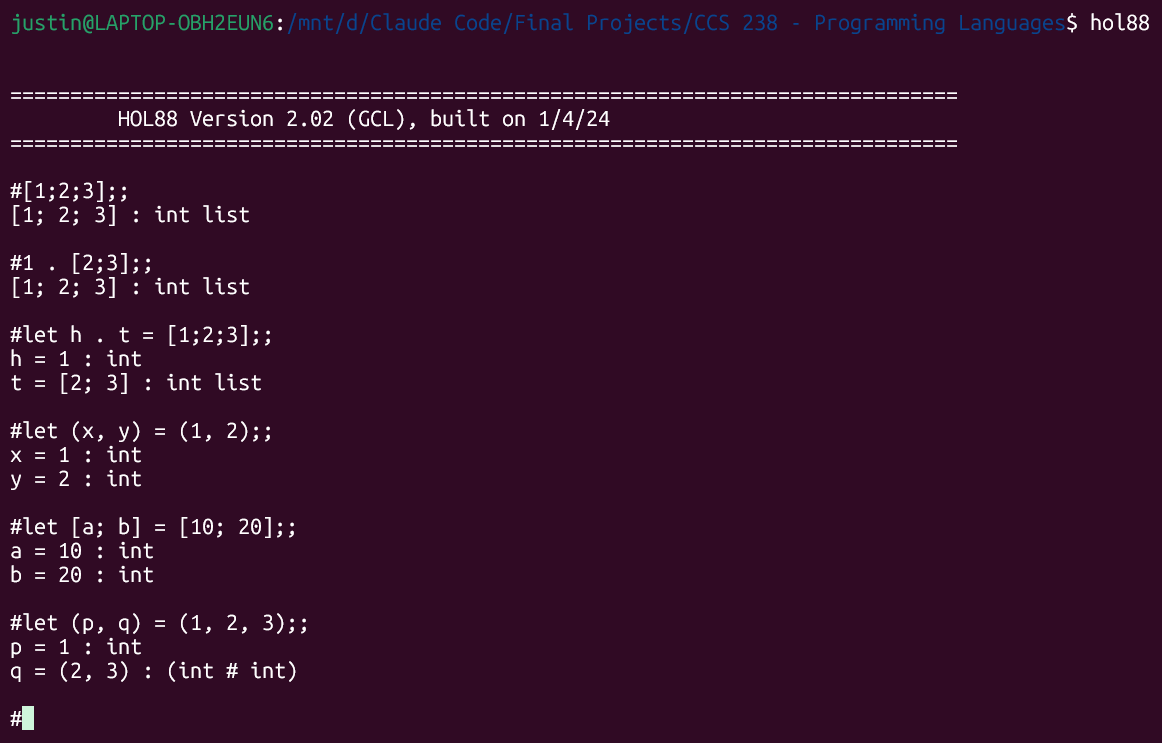 justin@LAPTOP-OBH2EUN6:/mnt/d/Claude Code/Final Projects/CCS 238 - Programming Languages$ hol88
===============================================================================
         HOL88 Version 2.02 (GCL), built on 1/4/24
===============================================================================
#[1;2;3];;
[1; 2; 3] : int list
#1 . [2;3];;
[1; 2; 3] : int list
#let h . t = [1;2;3];;
h = 1 : int
t = [2; 3] : int list
#let (x, y) = (1, 2);;
x = 1 : int
y = 2 : int
#let [a; b] = [10; 20];;
a = 10 : int
b = 20 : int
#let (p, q) = (1, 2, 3);;
p = 1 : int
q = (2, 3) : (int # int)
#